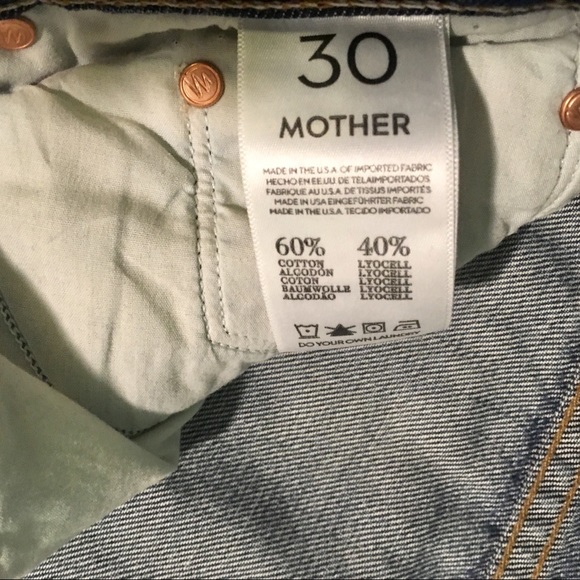 30
MOTHER
MADE IN THE U.S.A. OF IMPORTED FABRIC
HECHO EN EE.UU DE TELAIMPORTADOS
FABRIQUE AU U.S.A DE TISSUS IMPORTÉS
MADE IN USA EINGEFÜHRTER FABRIC
MADE IN THE U.S.A. TECIDO IMPORTADO
60% 40%
COTTON LYOCELL
ALGODÓN LYOCELL
COTON LYOCELL
BAUMWOLLE LYOCELL
ALGODÃO LYOCELL
DO YOUR OWN LAUNDRY